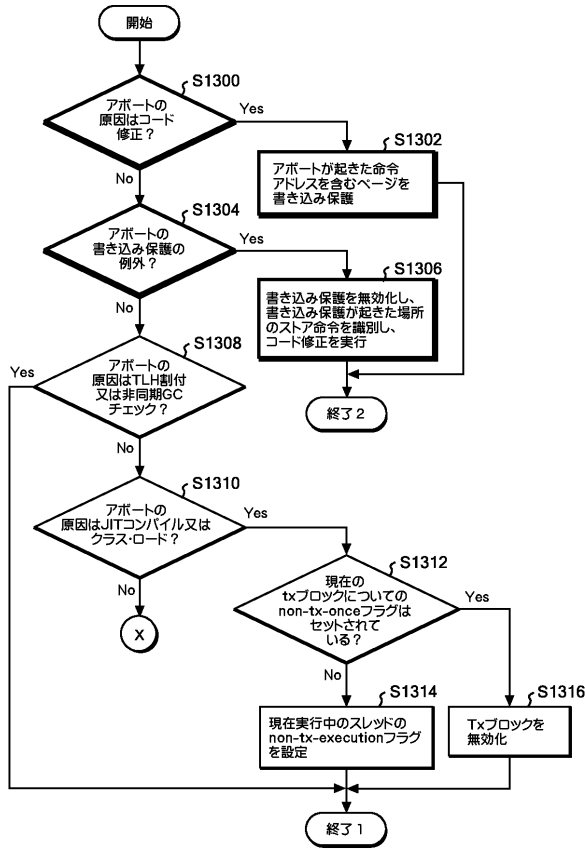 開始
S1300
アボートの
原因はコード
修正？
Yes
No
S1302
アボートが起きた命令
アドレスを含むページを
書き込み保護
S1304
アボートの
書き込み保護の
例外？
Yes
No
S1306
書き込み保護を無効化し、
書き込み保護が起きた場所
のストア命令を識別し、
コード修正を実行
終了２
S1308
アボートの
原因はTLH割付
又は非同期GC
チェック？
Yes
No
S1310
アボートの
原因はJITコンパイル又は
クラス・ロード？
Yes
No
X
S1312
現在の
txブロックについての
non-tx-onceフラグは
セットされて
いる？
Yes
No
S1314
現在実行中のスレッドの
non-tx-executionフラグ
を設定
S1316
Txブロックを
無効化
終了１